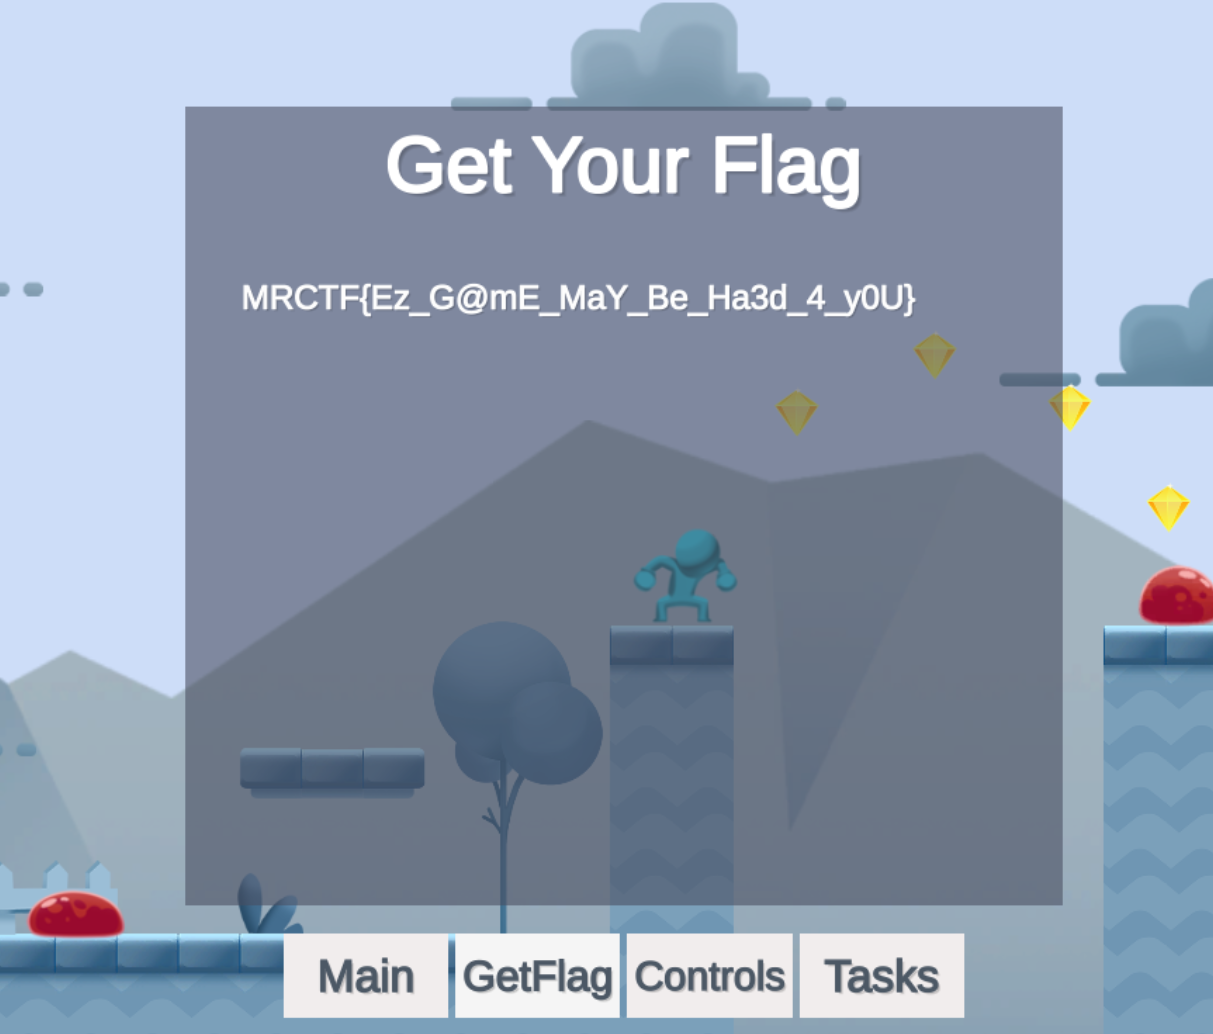 Get Your Flag
MRCTF{Ez_G@mE_MaY_Be_Ha3d_4_y0U}
Main
GetFlag
Controls
Tasks